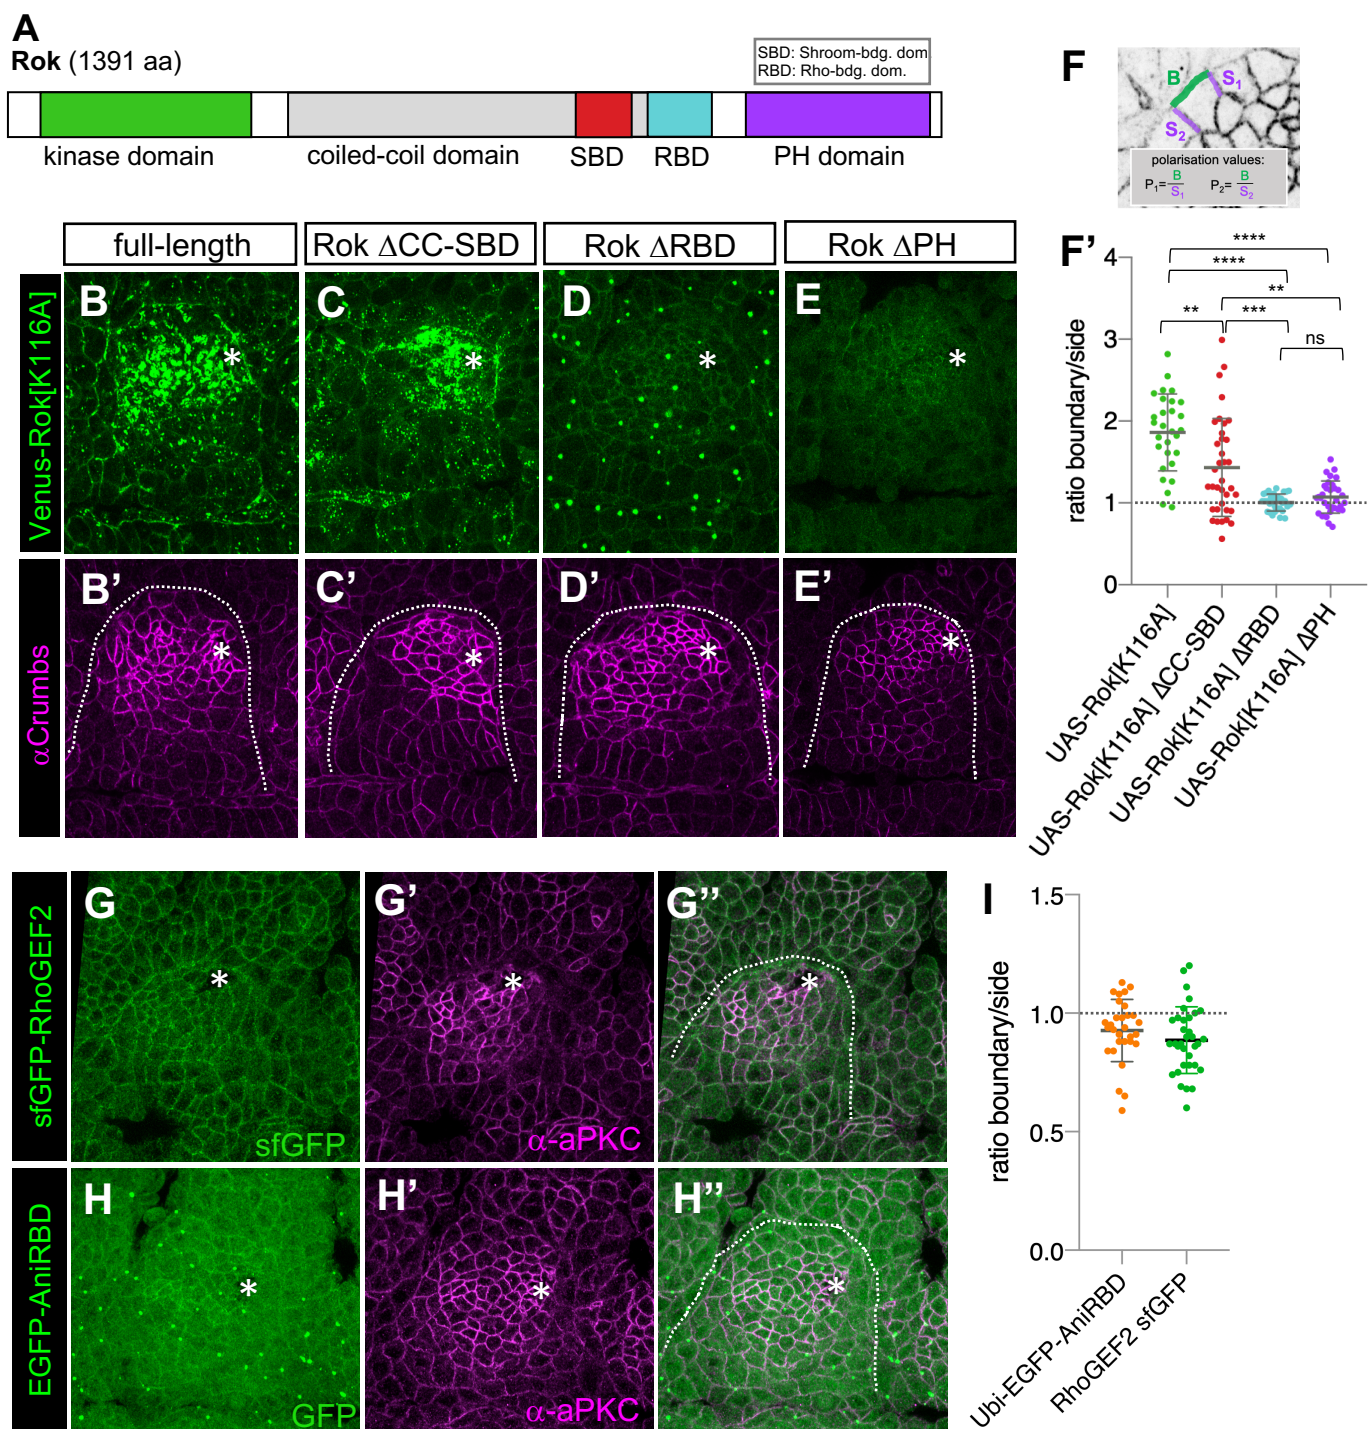 A
Rok (1391 aa)
SBD: Shroom-bdg. dom
RBD: Rho-bdg. dom.
kinase domain
coiled-coil domain
SBD
RBD
PH domain
F
B
S1
S2
polarisation values:
P1= B/S1 P2= B/S2
full-length
Rok ΔCC-SBD
Rok ΔRBD
Rok ΔPH
Venus-Rok[K116A]
B
*
C
*
D
*
E
*
αCrumbs
B’
*
C’
*
D’
*
E’
*
F’
****
****
**
**
***
ns
ratio boundary/side
4
3
2
1
0
UAS-Rok[K116A]
UAS-Rok[K116A] ΔCC-SBD
UAS-Rok[K116A] ΔRBD
UAS-Rok[K116A] ΔPH
sfGFP-RhoGEF2
G
*
sfGFP
G’
*
α-aPKC
G’’
*
EGFP-AniRBD
H
*
GFP
H’
*
α-aPKC
H’’
*
I
ratio boundary/side
1.5
1.0
0.5
0.0
Ubi-EGFP-AniRBD
RhoGEF2 sfGFP